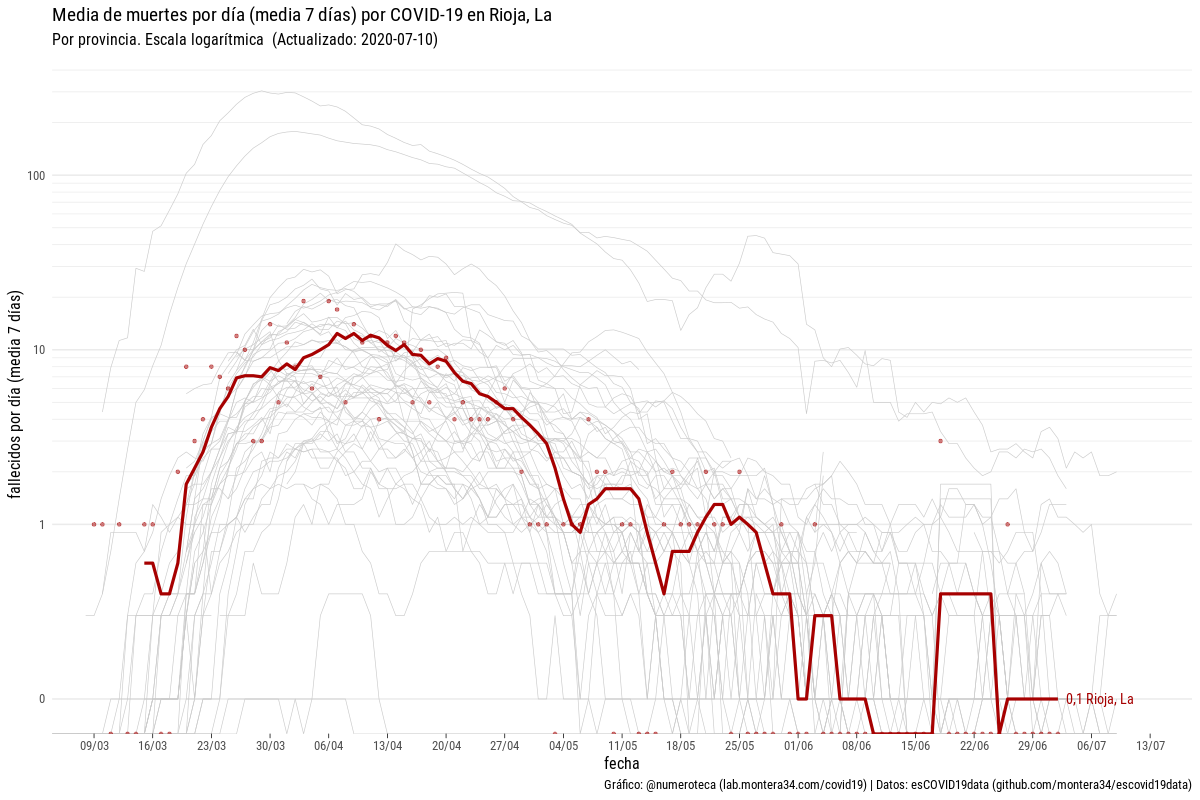 Media de muertes por día (media 7 días) por COVID-19 en Rioja, La
Por provincia. Escala logarítmica (Actualizado: 2020-07-10)
fallecidos por día (media 7 días)
100
10
1
0
0,1 Rioja, La
09/03 16/03 23/03 30/03 06/04 13/04 20/04 27/04 04/05 11/05 18/05 25/05 01/06 08/06 15/06 22/06 29/06 06/07 13/07
fecha
Gráfico: @numeroteca (lab.montera34.com/covid19) | Datos: esCOVID19data (github.com/montera34/escovid19data)